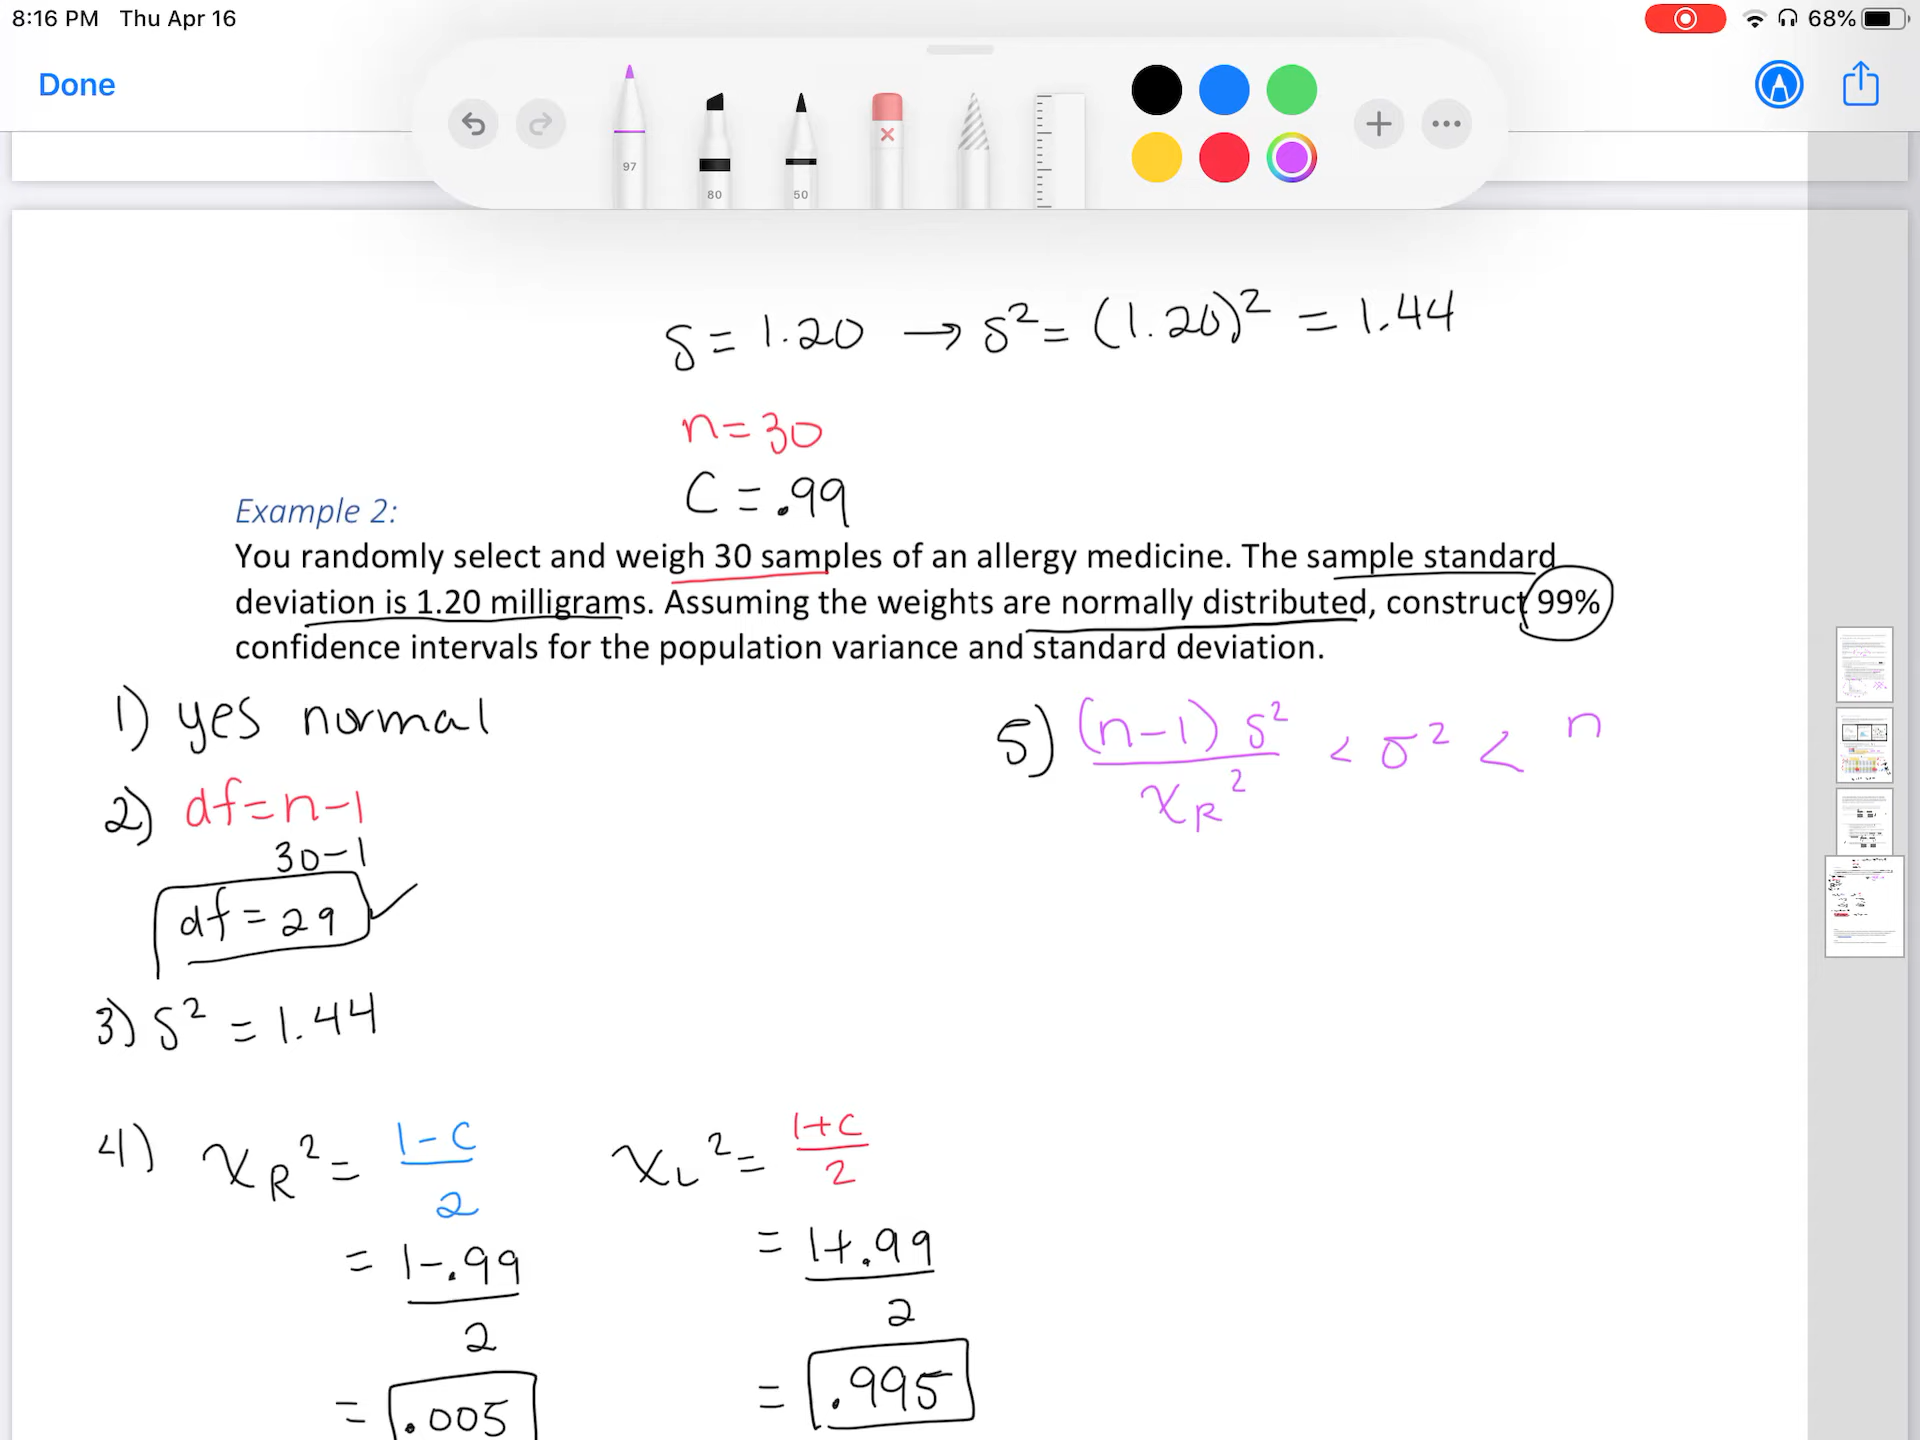 8:16 PM Thu Apr 16
68%
Done
97
80
50
s = 1.20 → s² = (1.20)² = 1.44
n = 30
C = .99
Example 2:
You randomly select and weigh 30 samples of an allergy medicine. The sample standard
deviation is 1.20 milligrams. Assuming the weights are normally distributed, construct 99%
confidence intervals for the population variance and standard deviation.
1) yes normal
2) df = n-1
30-1
df = 29 ✓
3) s² = 1.44
4) χR² = (1-C)/2
= (1-.99)/2
= .005
χL² = (1+C)/2
= (1+.99)/2
= .995
5) (n-1) s² / χR² < σ² < n